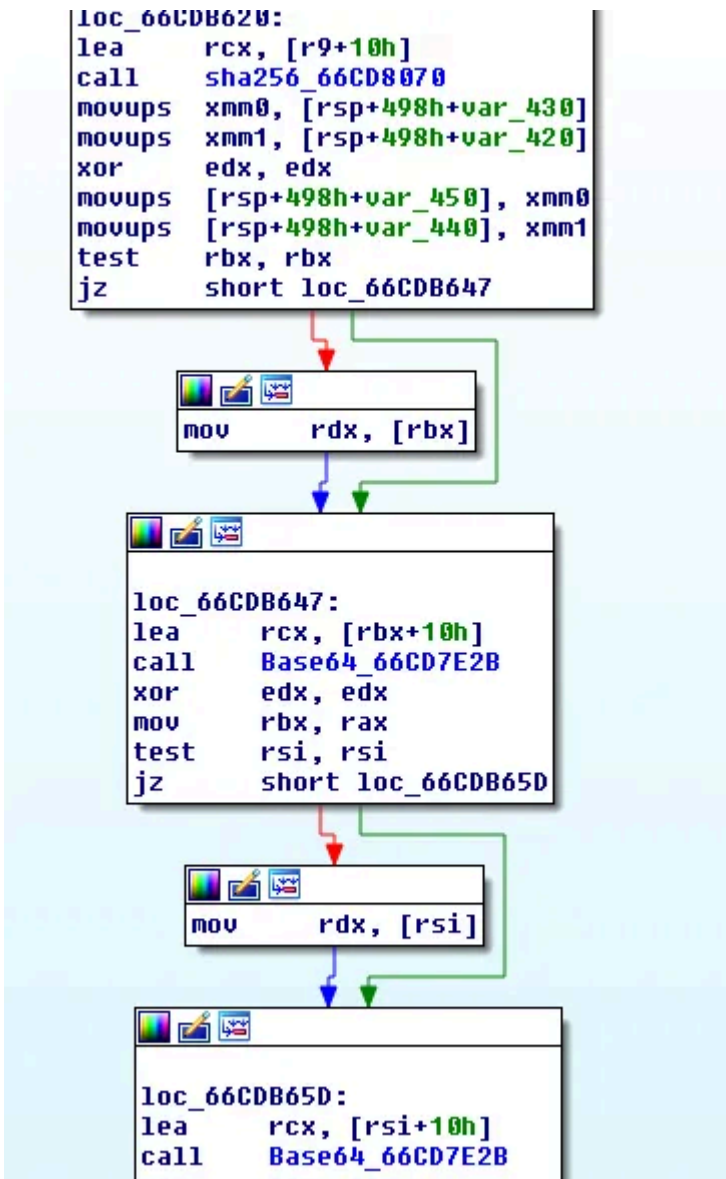 loc_66CDB620:
lea rcx, [r9+10h]
call sha256_66CD8070
movups xmm0, [rsp+498h+var_430]
movups xmm1, [rsp+498h+var_420]
xor edx, edx
movups [rsp+498h+var_450], xmm0
movups [rsp+498h+var_440], xmm1
test rbx, rbx
jz short loc_66CDB647
mov rdx, [rbx]
loc_66CDB647:
lea rcx, [rbx+10h]
call Base64_66CD7E2B
xor edx, edx
mov rbx, rax
test rsi, rsi
jz short loc_66CDB65D
mov rdx, [rsi]
loc_66CDB65D:
lea rcx, [rsi+10h]
call Base64_66CD7E2B